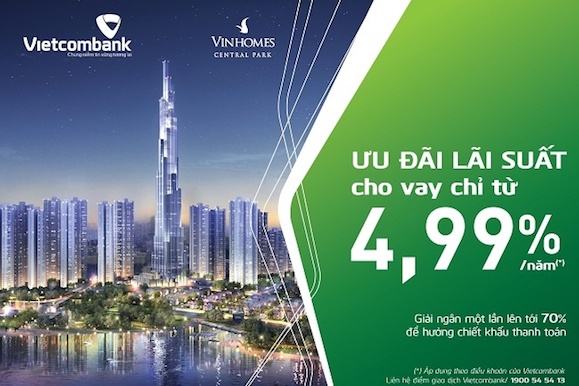 Vietcombank
Chung niềm tin vững tương lai
VINHOMES
CENTRAL PARK
ƯU ĐÃI LÃI SUẤT
cho vay chỉ từ
4,99%
/năm(*)
Giải ngân một lần lên tới 70%
để hưởng chiết khấu thanh toán
(*) Áp dụng theo điều khoản của Vietcombank
Liên hệ điểm giao dịch Vietcombank/ 1900 54 54 13